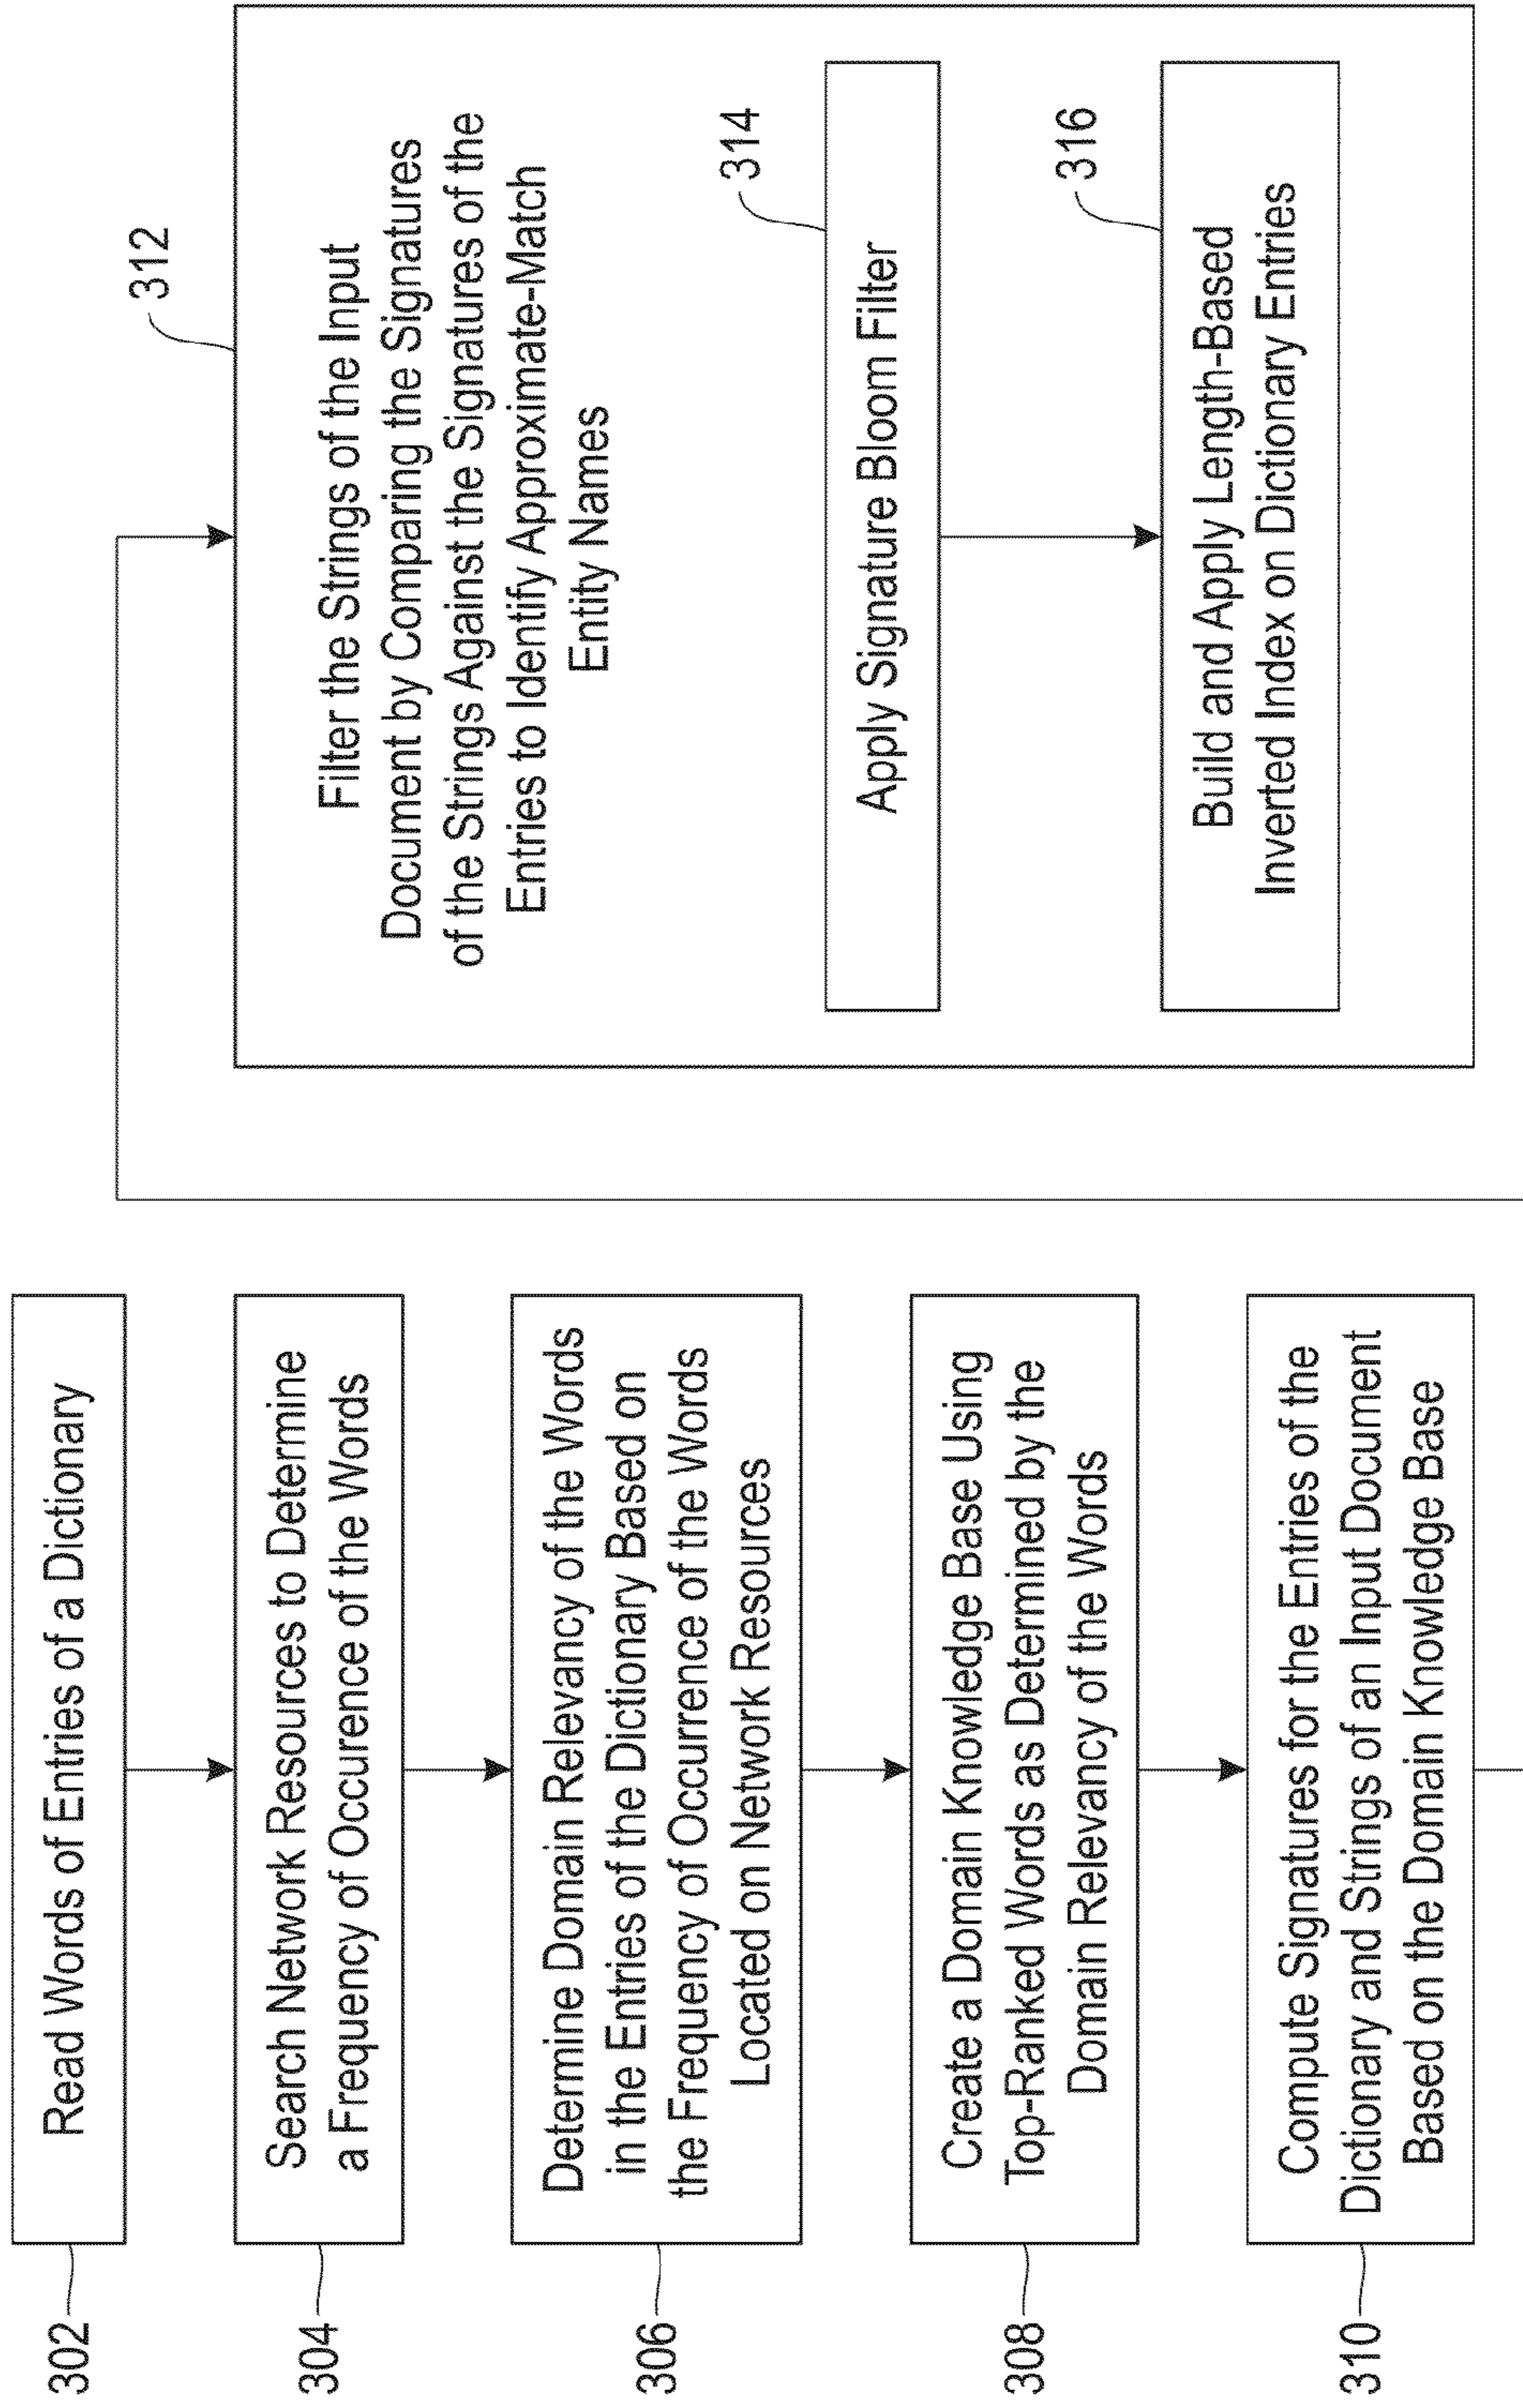 302
Read Words of Entries of a Dictionary
304
Search Network Resources to Determine
a Frequency of Occurence of the Words
306
Determine Domain Relevancy of the Words
in the Entries of the Dictionary Based on
the Frequency of Occurrence of the Words
Located on Network Resources
308
Create a Domain Knowledge Base Using
Top-Ranked Words as Determined by the
Domain Relevancy of the Words
310
Compute Signatures for the Entries of the
Dictionary and Strings of an Input Document
Based on the Domain Knowledge Base
312
Filter the Strings of the Input
Document by Comparing the Signatures
of the Strings Against the Signatures of the
Entries to Identify Approximate-Match
Entity Names
314
Apply Signature Bloom Filter
316
Build and Apply Length-Based
Inverted Index on Dictionary Entries